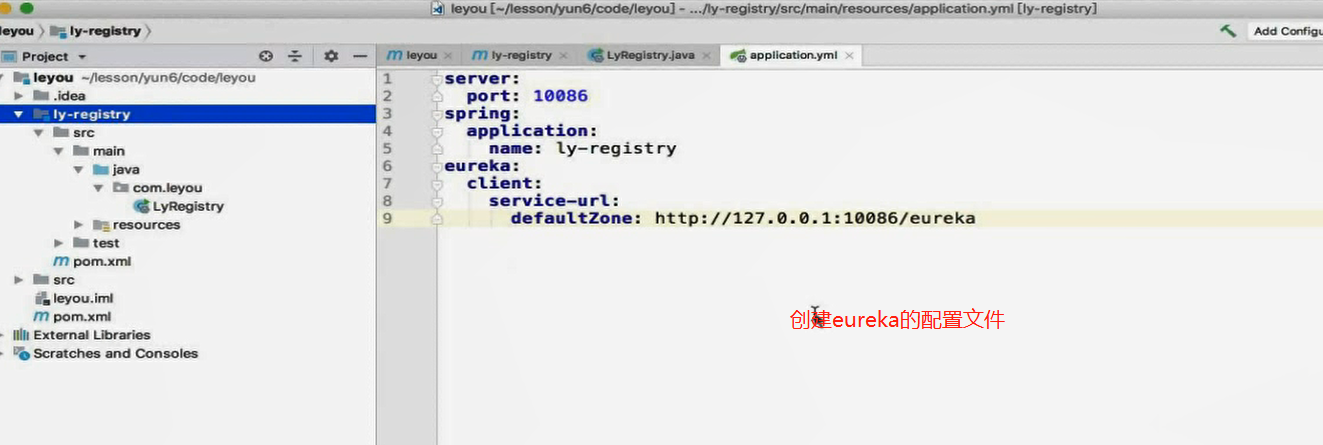 leyou [~/lesson/yun6/code/leyou] - .../ly-registry/src/main/resources/application.yml [ly-registry]
leyou ly-registry Add Configu
Project
leyou ly-registry LyRegistry.java application.yml
leyou ~/lesson/yun6/code/leyou
.idea
ly-registry
src
main
java
com.leyou
LyRegistry
resources
test
pom.xml
src
leyou.iml
pom.xml
External Libraries
Scratches and Consoles
1 server:
2 port: 10086
3 spring:
4 application:
5 name: ly-registry
6 eureka:
7 client:
8 service-url:
9 defaultZone: http://127.0.0.1:10086/eureka
创建eureka的配置文件